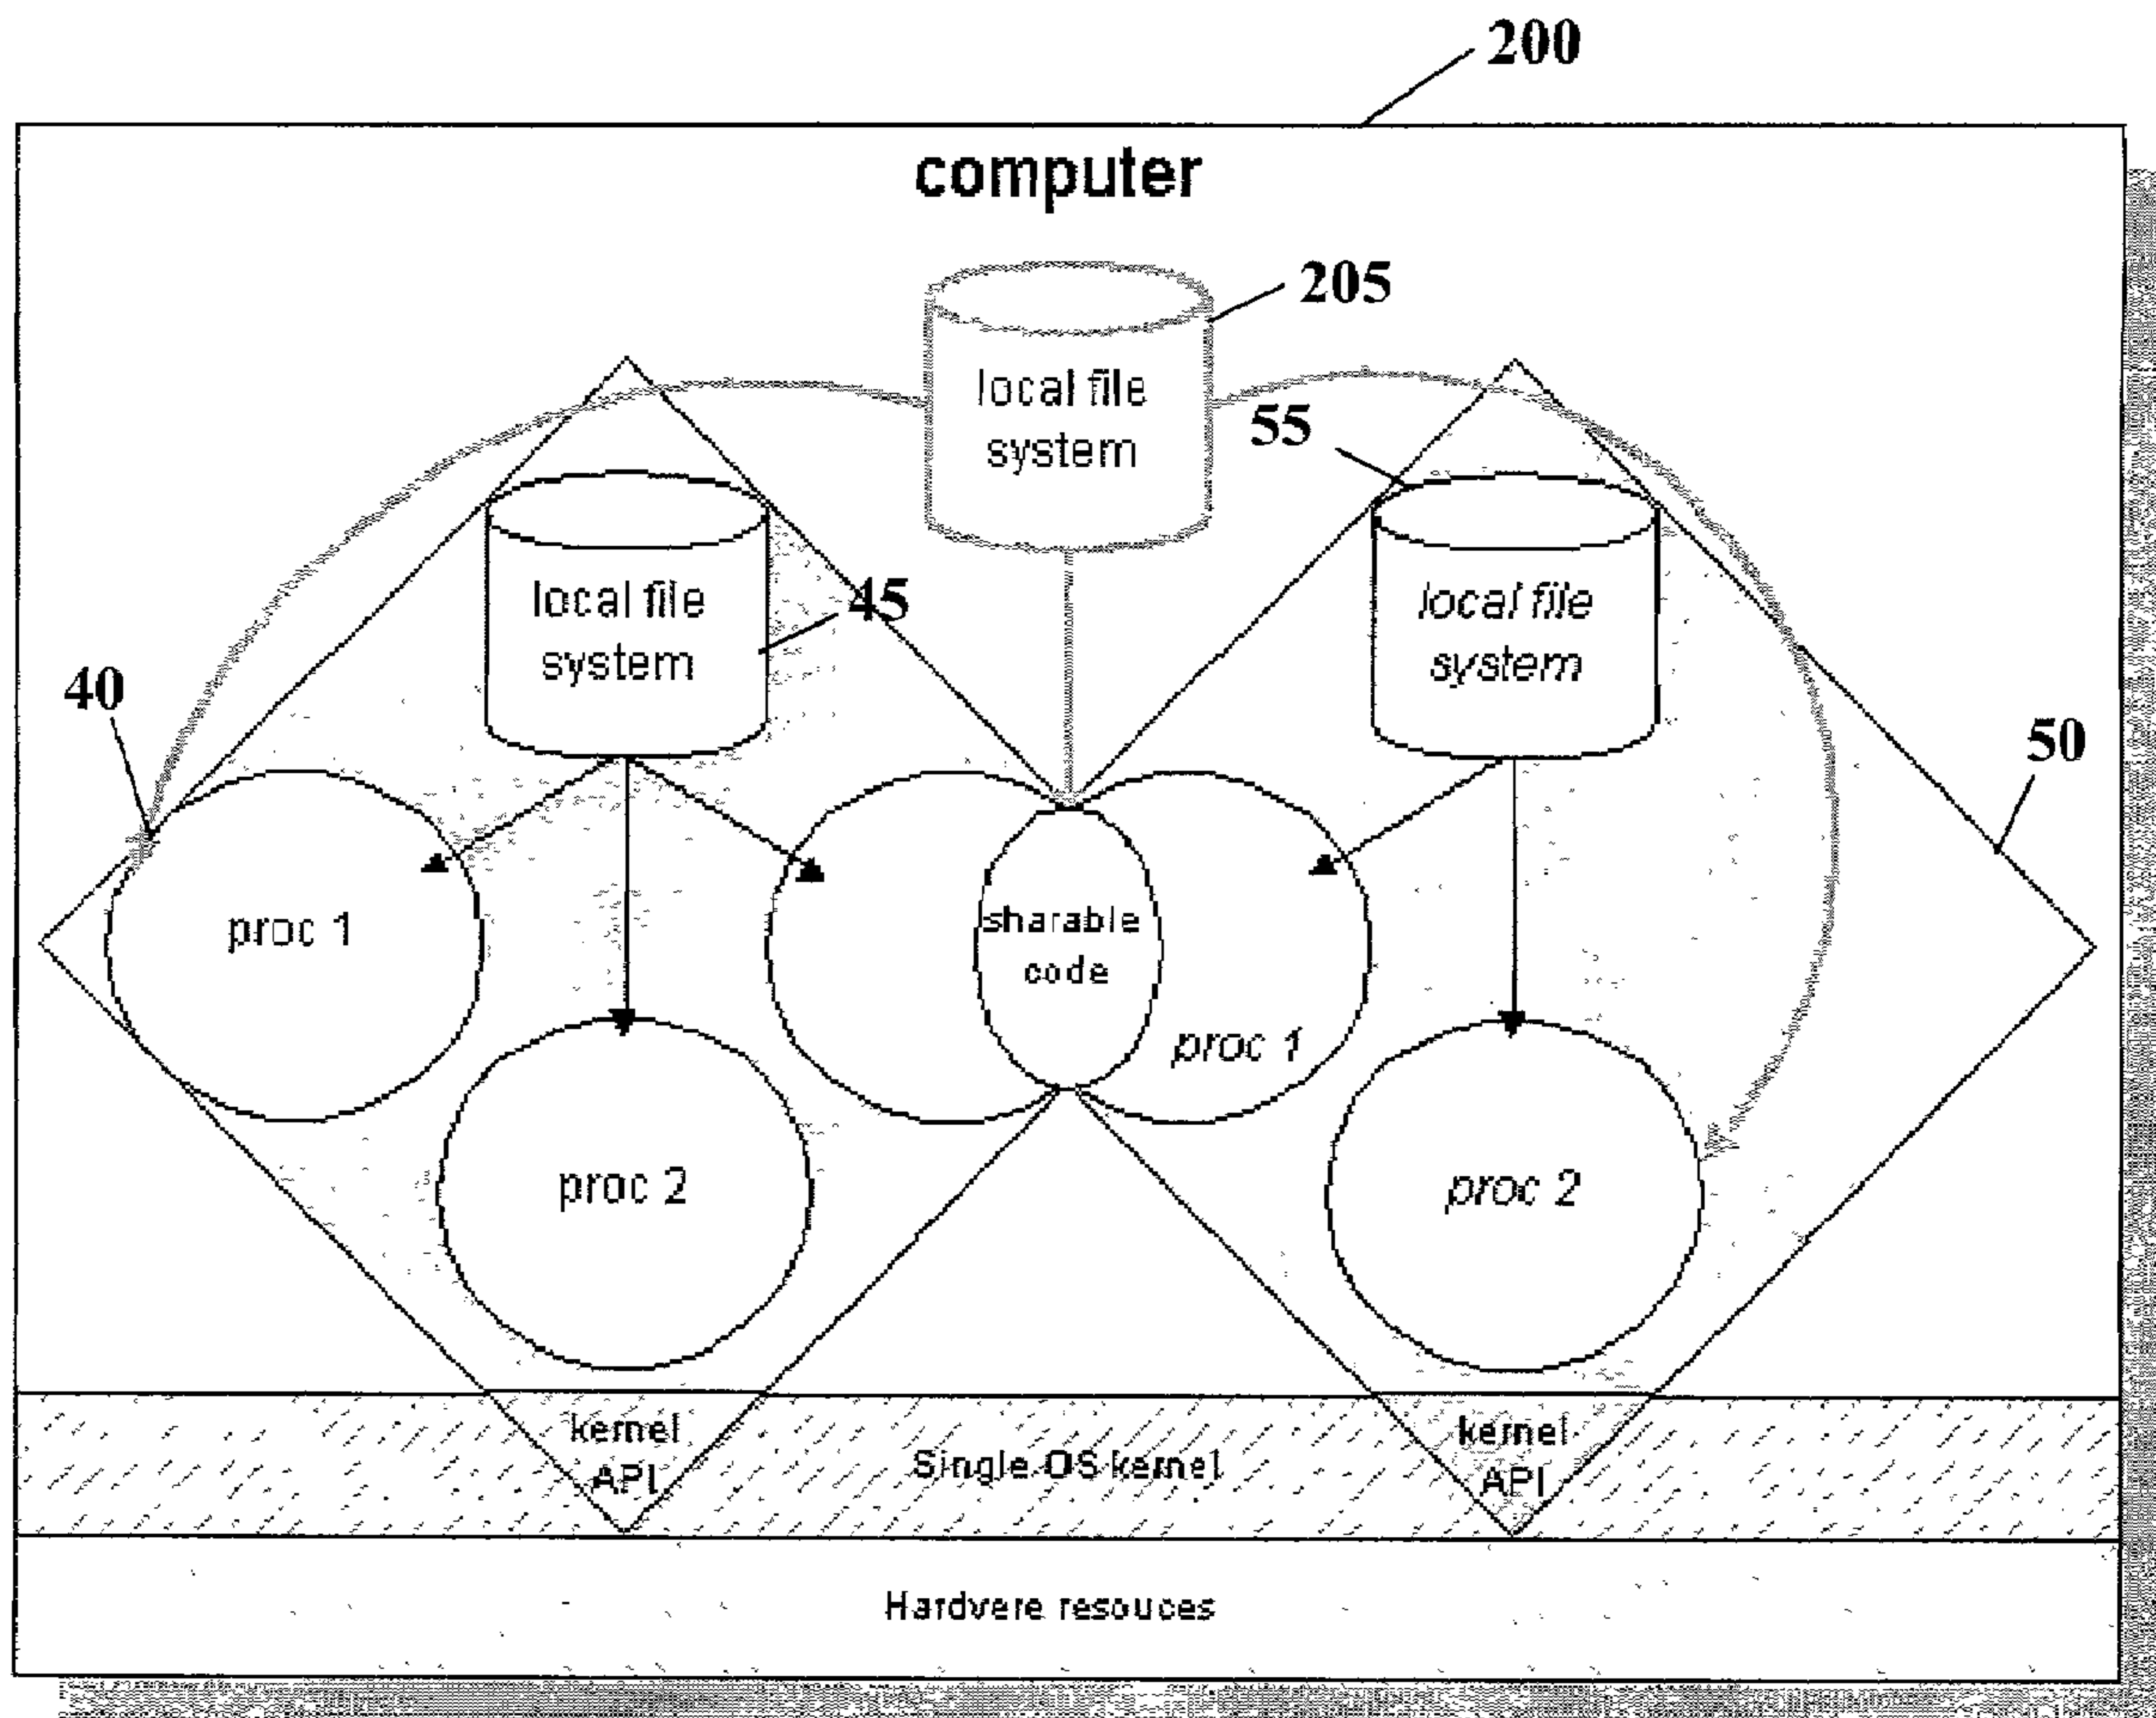 200
computer
205
local file
system
55
local file
system
45
local file
system
40
50
proc 1
sharable
code
proc 1
proc 2
proc 2
kernel
API
Single OS kernel
kernel
API
Hardvere resouces